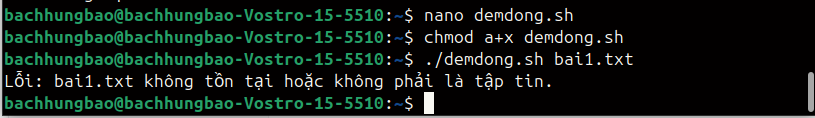 bachhungbao@bachhungbao-Vostro-15-5510:~$ nano demdong.sh
bachhungbao@bachhungbao-Vostro-15-5510:~$ chmod a+x demdong.sh
bachhungbao@bachhungbao-Vostro-15-5510:~$ ./demdong.sh bai1.txt
Lỗi: bai1.txt không tồn tại hoặc không phải là tập tin.
bachhungbao@bachhungbao-Vostro-15-5510:~$